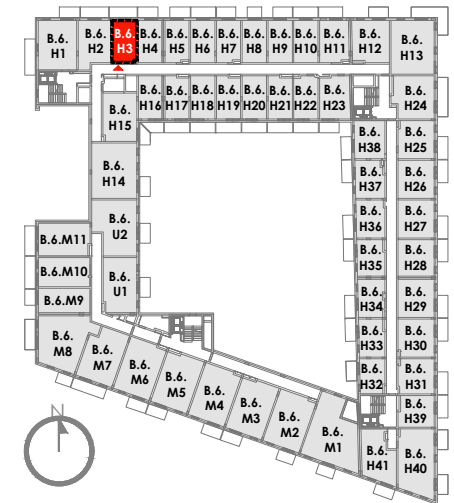 B.6.
H1
B.6.
H2
B.6.
H3
B.6.
H4
B.6.
H5
B.6.
H6
B.6.
H7
B.6.
H8
B.6.
H9
B.6.
H10
B.6.
H11
B.6.
H12
B.6.
H13
B.6.
H15
B.6.
H16
B.6.
H17
B.6.
H18
B.6.
H19
B.6.
H20
B.6.
H21
B.6.
H22
B.6.
H23
B.6.
H24
B.6.
H38
B.6.
H25
B.6.
H14
B.6.
H37
B.6.
H26
B.6.
U2
B.6.
H36
B.6.
H27
B.6.M11
B.6.
H35
B.6.
H28
B.6.M10
B.6.
U1
B.6.
H34
B.6.
H29
B.6.M9
B.6.
H33
B.6.
H30
B.6.
M8
B.6.
M7
B.6.
M6
B.6.
M5
B.6.
M4
B.6.
M3
B.6.
M2
B.6.
M1
B.6.
H32
B.6.
H31
B.6.
H39
B.6.
H41
B.6.
H40
N